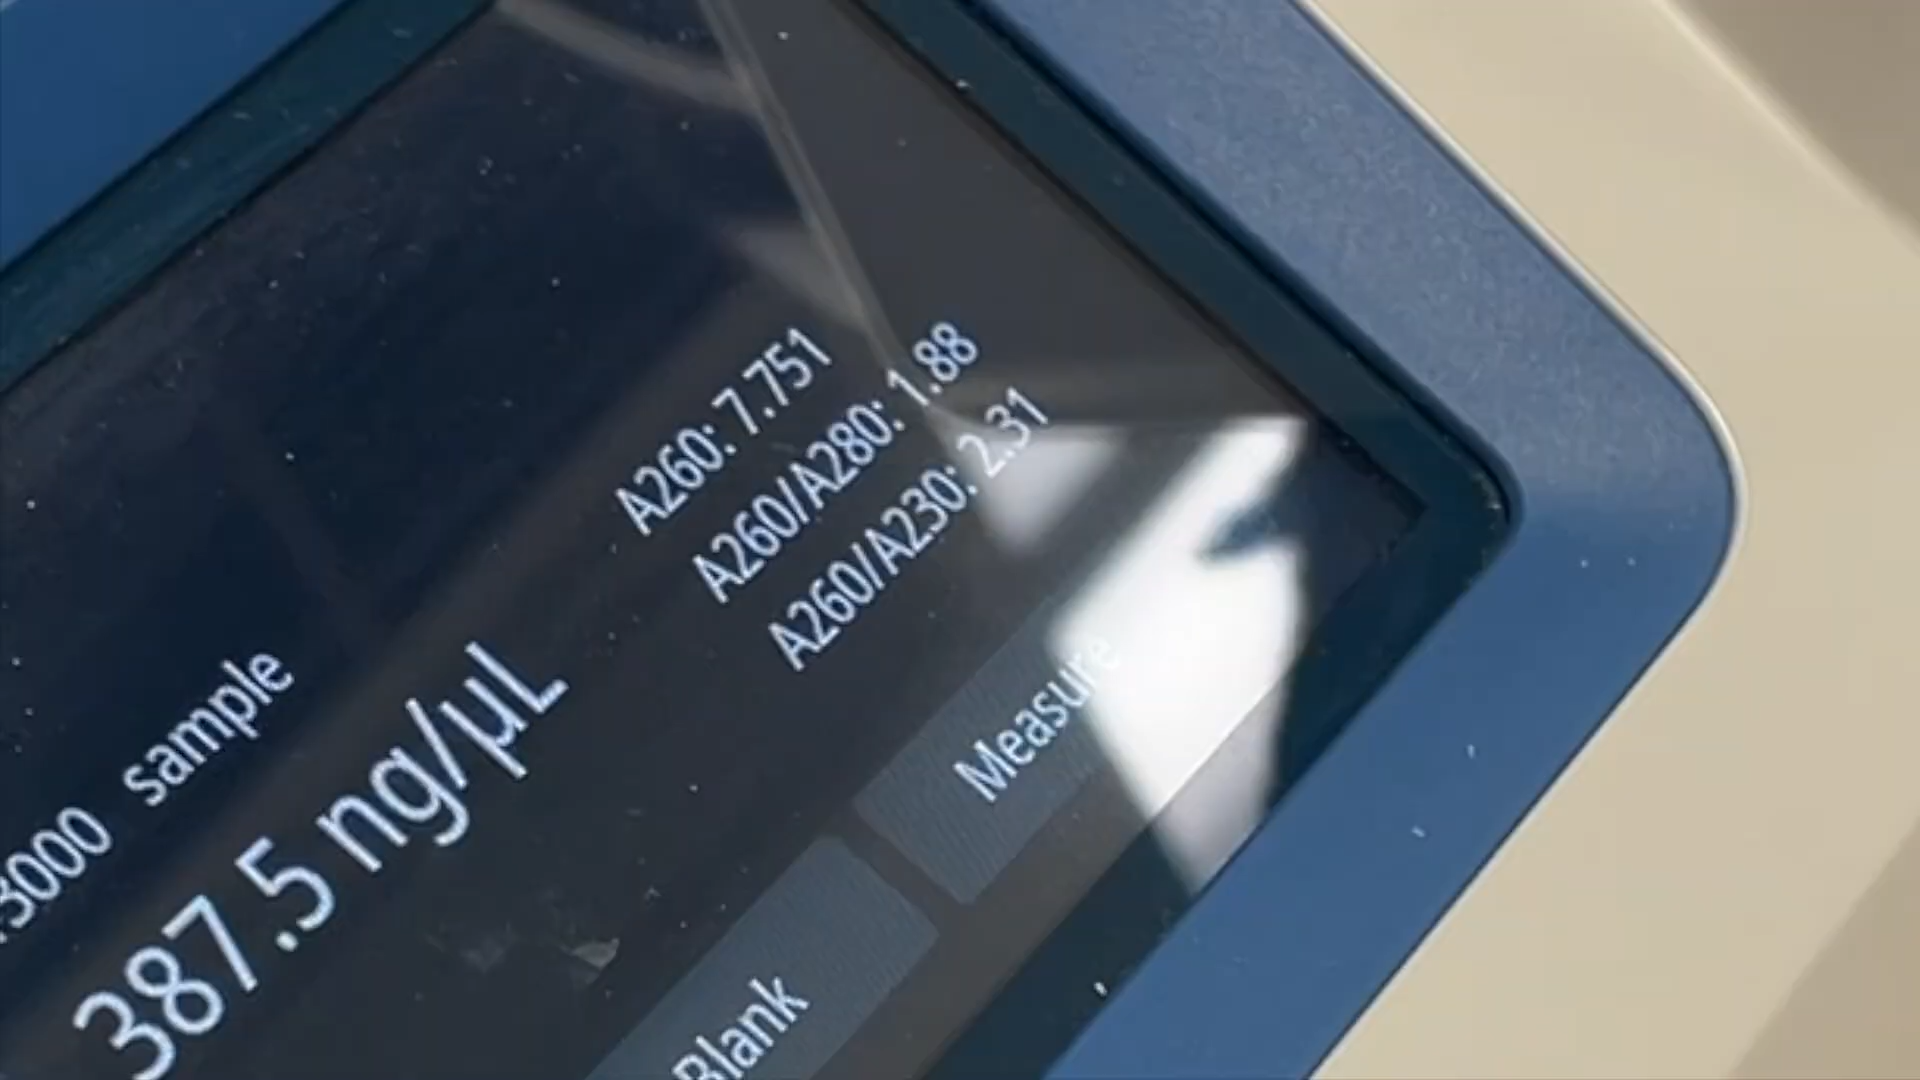 3000 sample
387.5 ng/µL
A260: 7.751
A260/A280: 1.88
A260/A230: 2.31
Blank
Measure